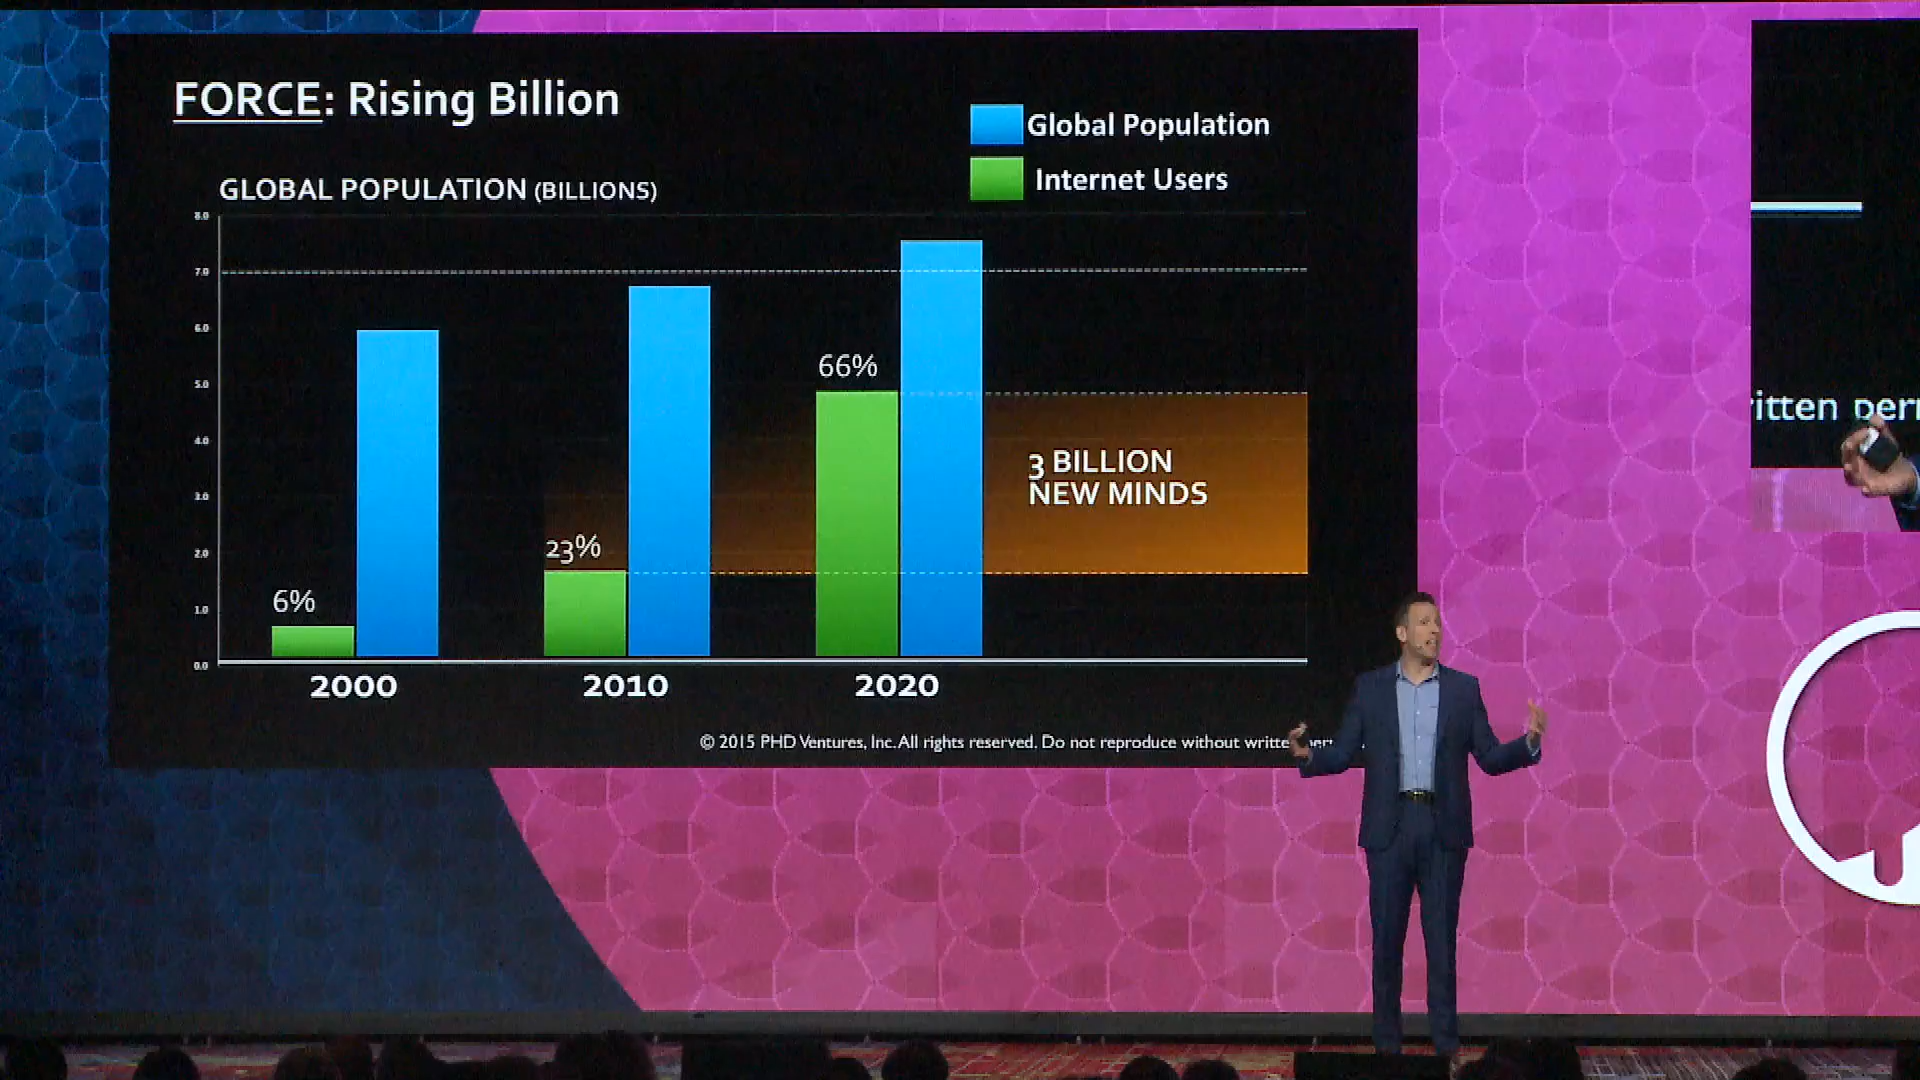 FORCE: Rising Billion
Global Population
Internet Users
GLOBAL POPULATION (BILLIONS)
8.0
7.0
6.0
5.0
4.0
3.0
2.0
1.0
0.0
6%
23%
66%
3 BILLION
NEW MINDS
2000
2010
2020
© 2015 PHD Ventures, Inc. All rights reserved. Do not reproduce without writte
itten per